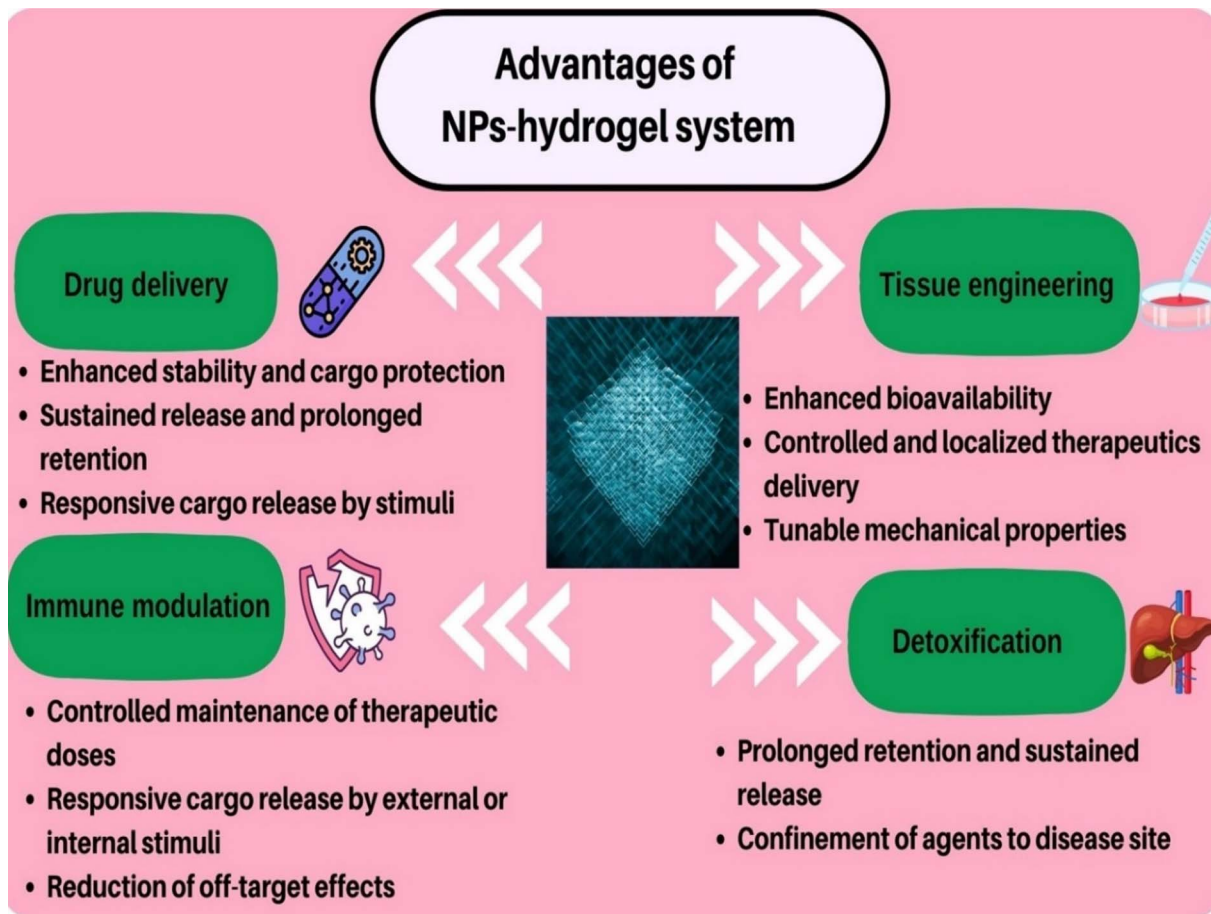 Advantages of
NPs-hydrogel system
Drug delivery
• Enhanced stability and cargo protection
• Sustained release and prolonged
retention
• Responsive cargo release by stimuli
Immune modulation
• Controlled maintenance of therapeutic
doses
• Responsive cargo release by external or
internal stimuli
• Reduction of off-target effects
Tissue engineering
• Enhanced bioavailability
• Controlled and localized therapeutics
delivery
• Tunable mechanical properties
Detoxification
• Prolonged retention and sustained
release
• Confinement of agents to disease site